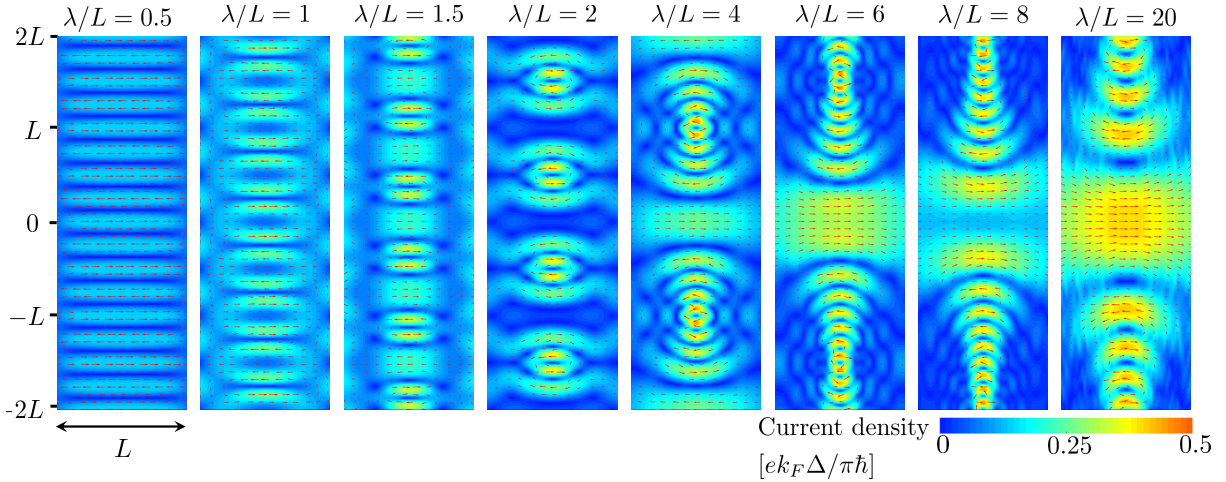 λ/L = 0.5 λ/L = 1 λ/L = 1.5 λ/L = 2 λ/L = 4 λ/L = 6 λ/L = 8 λ/L = 20
2L
L
0
−L
-2L
L
Current density
0 0.25 0.5
[ek_FΔ/πħ]